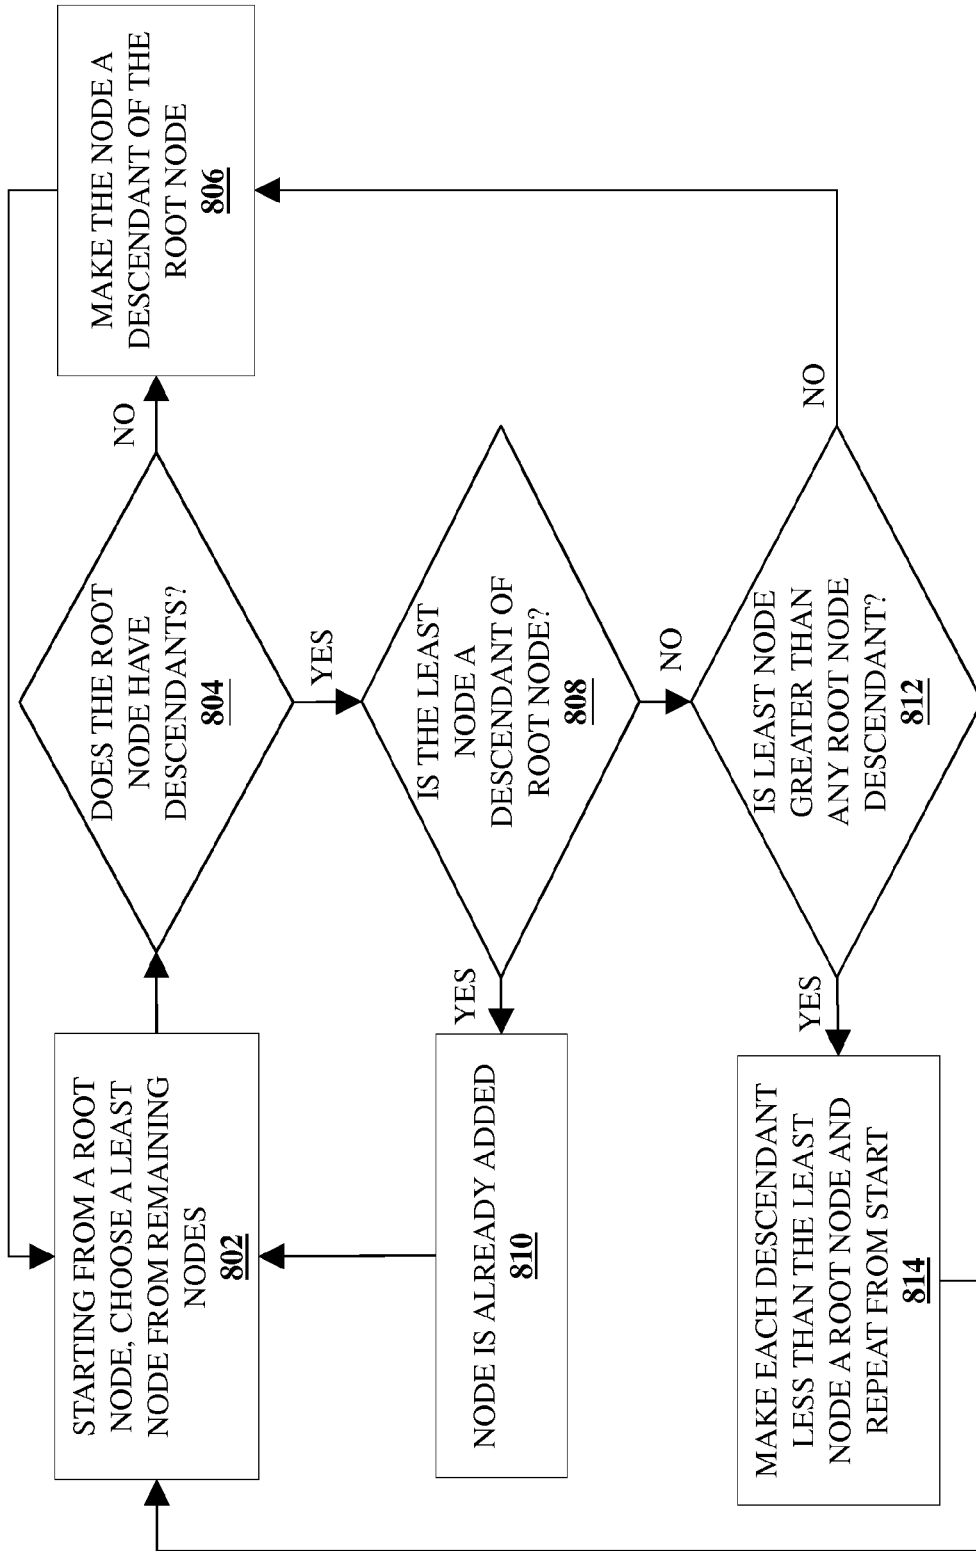 STARTING FROM A ROOT
NODE, CHOOSE A LEAST
NODE FROM REMAINING
NODES
802
DOES THE ROOT
NODE HAVE
DESCENDANTS?
804
NO
MAKE THE NODE A
DESCENDANT OF THE
ROOT NODE
806
YES
NODE IS ALREADY ADDED
810
YES
IS THE LEAST
NODE A
DESCENDANT OF
ROOT NODE?
808
NO
MAKE EACH DESCENDANT
LESS THAN THE LEAST
NODE A ROOT NODE AND
REPEAT FROM START
814
YES
IS LEAST NODE
GREATER THAN
ANY ROOT NODE
DESCENDANT?
812
NO